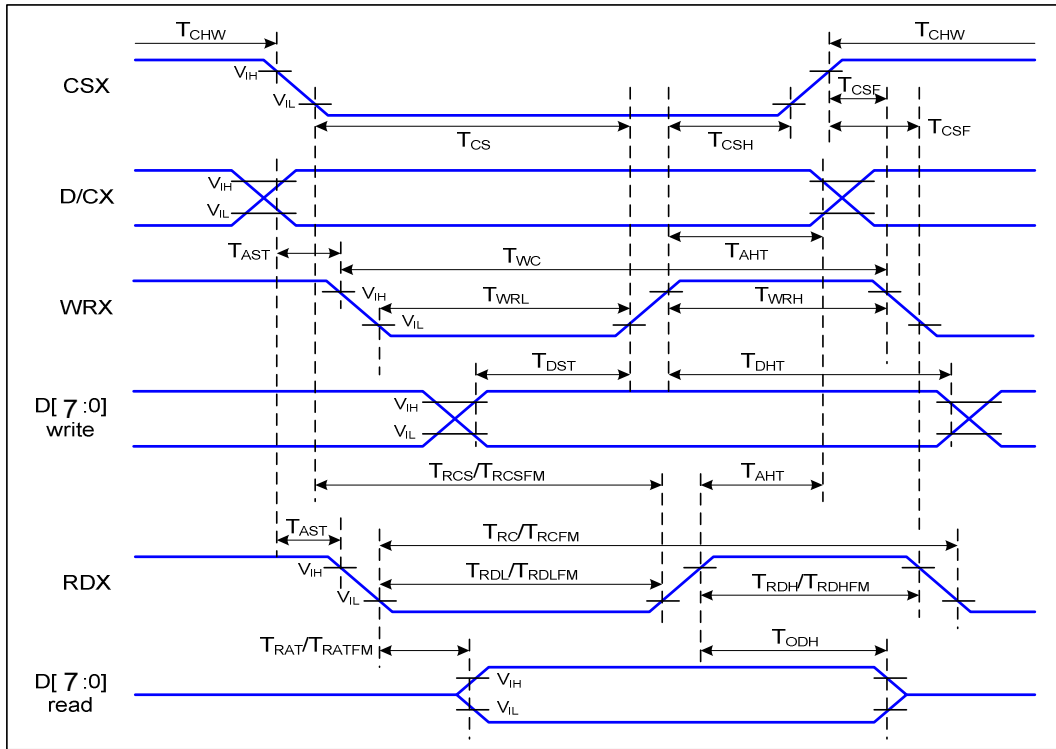 TCHW TCHW
CSX VIH TCSF
VIL TCS TCSH TCSF
D/CX VIH
VIL
TAST TWC TAHT
WRX VIH TWRL TWRH
VIL
TDST TDHT
D[ 7 :0] VIH
write VIL
TRCS/TRCSFM TAHT
TAST TRC/TRCFM
RDX VIH TRDL/TRDLFM TRDH/TRDHFM
VIL
TRAT/TRATFM TODH
D[ 7 :0] VIH
read VIL